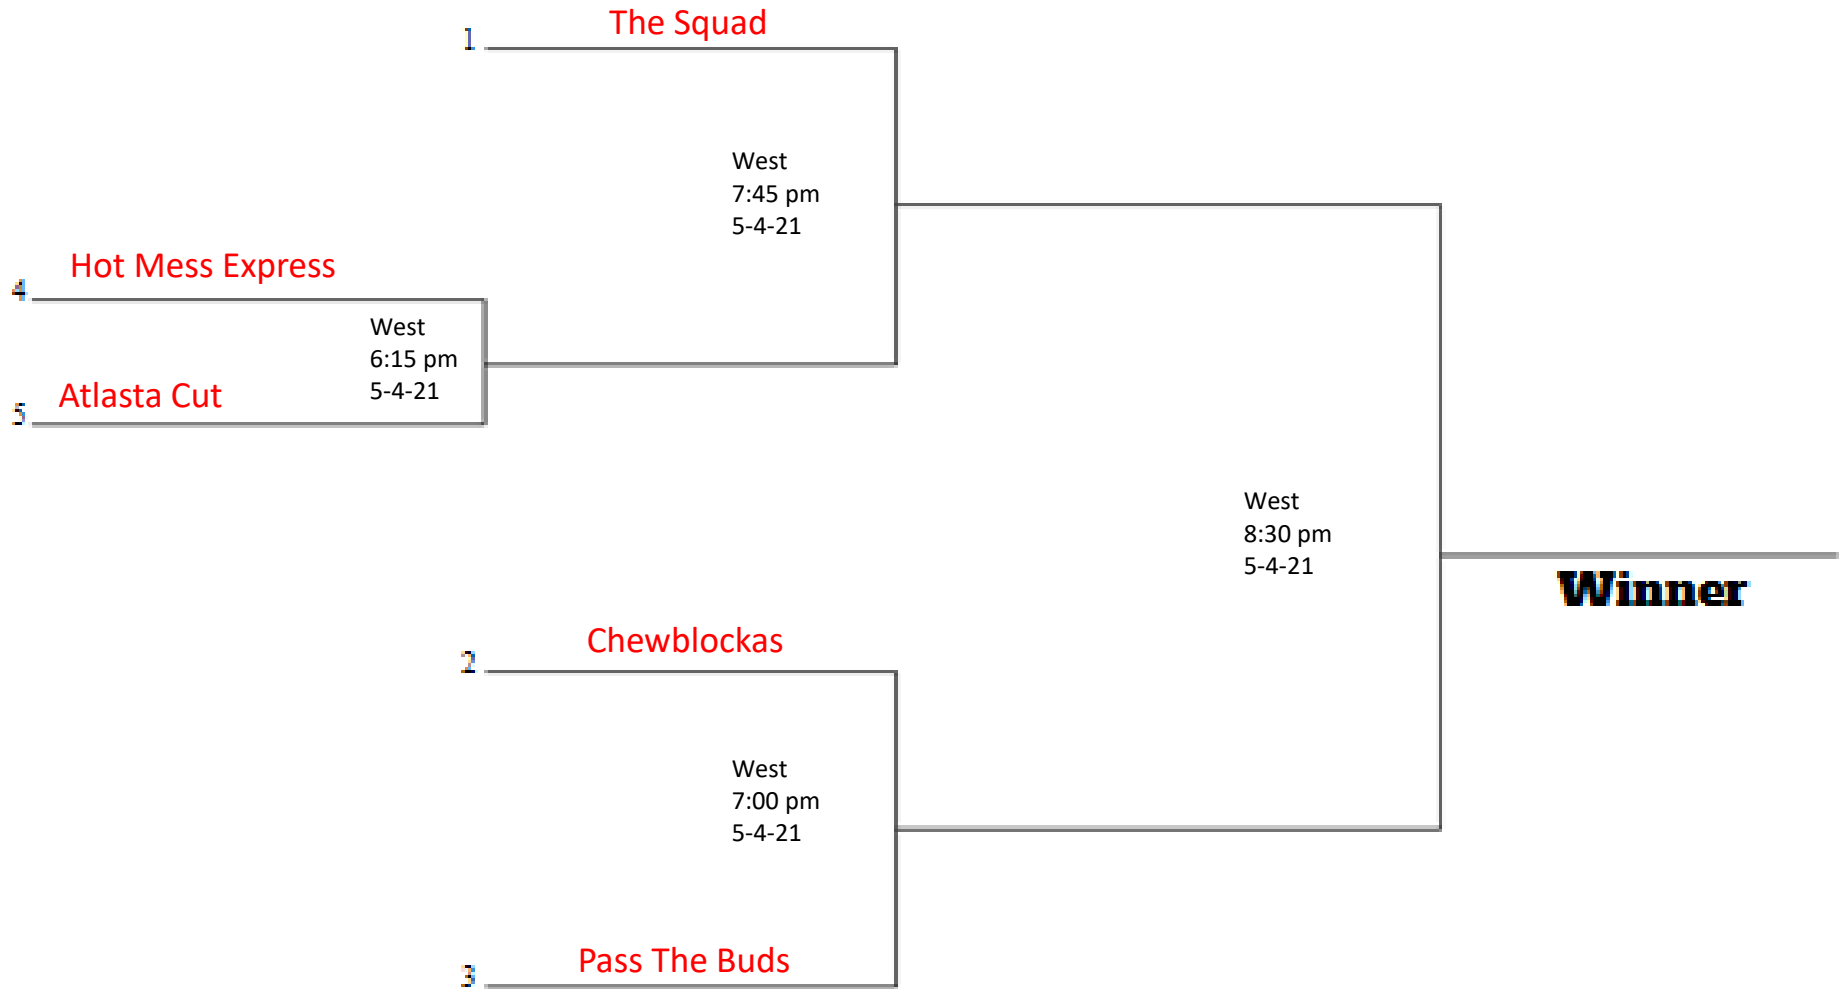 The Squad
1
West
7:45 pm
5-4-21
Hot Mess Express
4
West
6:15 pm
5-4-21
Atlasta Cut
5
West
8:30 pm
5-4-21
Winner
Chewblockas
2
West
7:00 pm
5-4-21
Pass The Buds
3